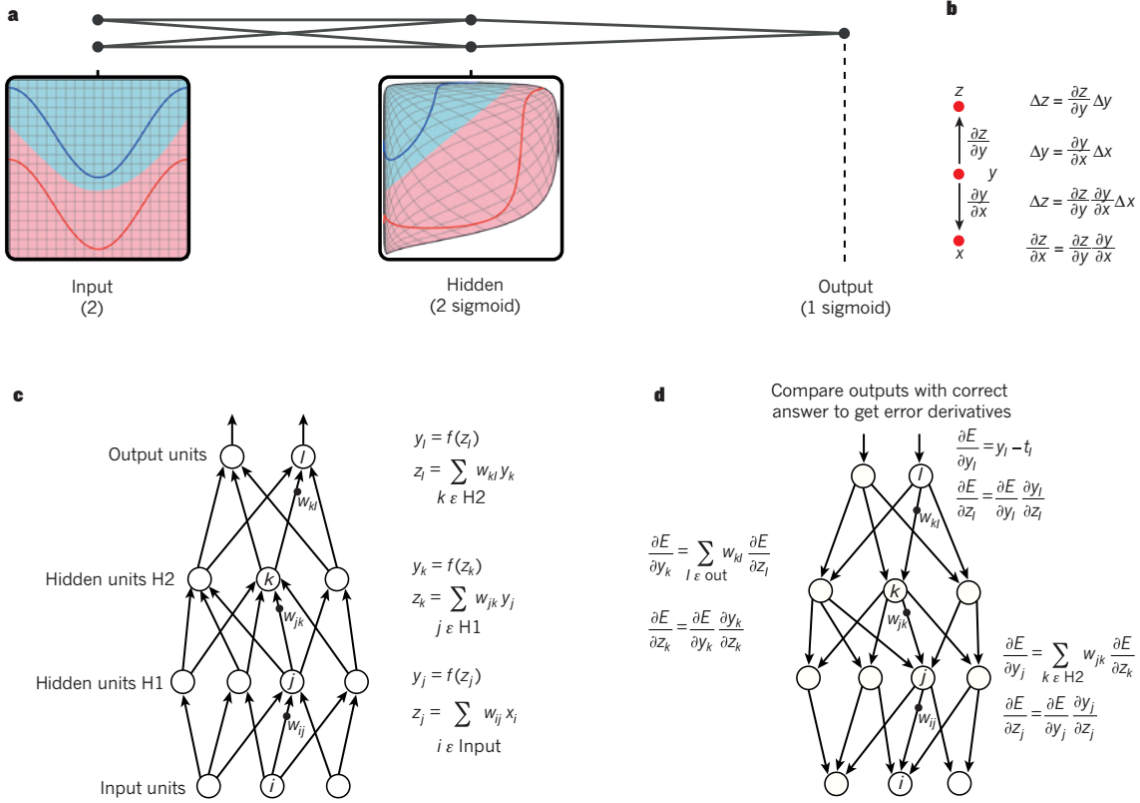 a
Input
(2)
Hidden
(2 sigmoid)
Output
(1 sigmoid)
b
z
∂z/∂y
y
∂y/∂x
x
Δz = ∂z/∂y Δy
Δy = ∂y/∂x Δx
Δz = ∂z/∂y ∂y/∂x Δx
∂z/∂x = ∂z/∂y ∂y/∂x
c
Output units
l
w_kl
Hidden units H2
k
w_jk
Hidden units H1
j
w_ij
Input units
i
y_l = f(z_l)
z_l = ∑ w_kl y_k
k ε H2
y_k = f(z_k)
z_k = ∑ w_jk y_j
j ε H1
y_j = f(z_j)
z_j = ∑ w_ij x_i
i ε Input
d
Compare outputs with correct
answer to get error derivatives
∂E/∂y_l = y_l – t_l
∂E/∂z_l = ∂E/∂y_l ∂y_l/∂z_l
l
w_kl
∂E/∂y_k = ∑ w_kl ∂E/∂z_l
l ε out
∂E/∂z_k = ∂E/∂y_k ∂y_k/∂z_k
k
w_jk
∂E/∂y_j = ∑ w_jk ∂E/∂z_k
k ε H2
∂E/∂z_j = ∂E/∂y_j ∂y_j/∂z_j
j
w_ij
i